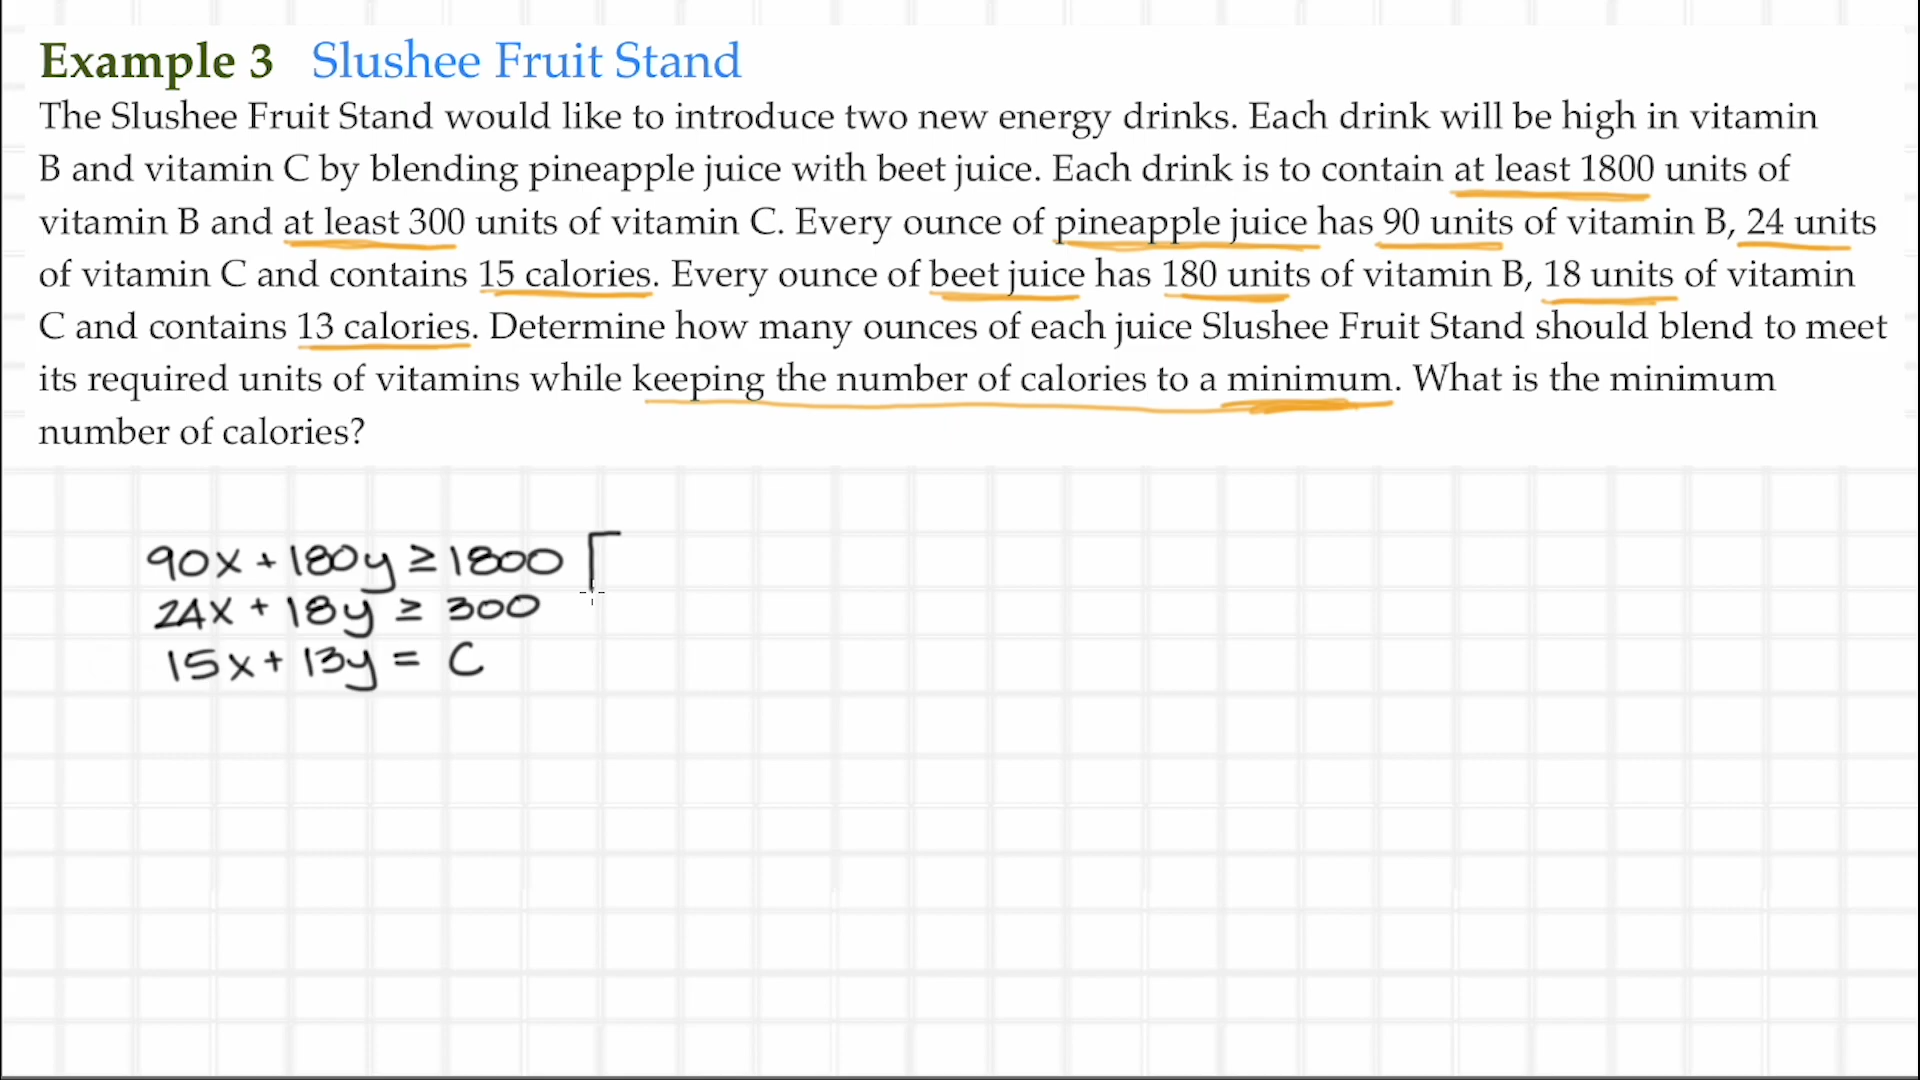 Example 3 Slushee Fruit Stand
The Slushee Fruit Stand would like to introduce two new energy drinks. Each drink will be high in vitamin
B and vitamin C by blending pineapple juice with beet juice. Each drink is to contain at least 1800 units of
vitamin B and at least 300 units of vitamin C. Every ounce of pineapple juice has 90 units of vitamin B, 24 units
of vitamin C and contains 15 calories. Every ounce of beet juice has 180 units of vitamin B, 18 units of vitamin
C and contains 13 calories. Determine how many ounces of each juice Slushee Fruit Stand should blend to meet
its required units of vitamins while keeping the number of calories to a minimum. What is the minimum
number of calories?
90x + 180y ≥ 1800
24x + 18y ≥ 300
15x + 13y = C